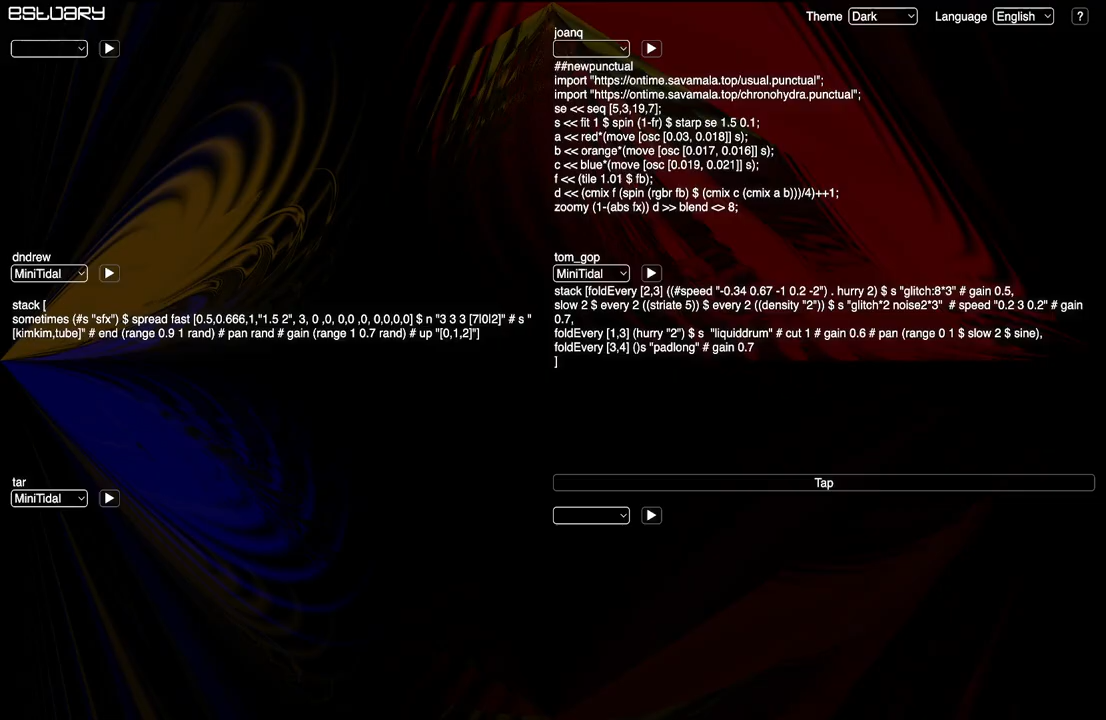 estuary
Theme Dark Language English ?
joanq
##newpunctual
import "https://ontime.savamala.top/usual.punctual";
import "https://ontime.savamala.top/chronohydra.punctual";
se << seq [5,3,19,7];
s << fit 1 $ spin (1-fr) $ starp se 1.5 0.1;
a << red*(move [osc [0.03, 0.018]] s);
b << orange*(move [osc [0.017, 0.016]] s);
c << blue*(move [osc [0.019, 0.021]] s);
f << (tile 1.01 $ fb);
d << (cmix f (spin (rgbr fb) $ (cmix c (cmix a b)))/4)++1;
zoomy (1-(abs fx)) d >> blend <> 8;
dndrew
MiniTidal
stack [
sometimes (#s "sfx") $ spread fast [0.5,0.666,1,"1.5 2", 3, 0 ,0, 0,0 ,0, 0,0,0,0] $ n "3 3 3 [7|0|2]" # s "
[kimkim,tube]" # end (range 0.9 1 rand) # pan rand # gain (range 1 0.7 rand) # up "[0,1,2]"]
tom_gop
MiniTidal
stack [foldEvery [2,3] ((#speed "-0.34 0.67 -1 0.2 -2") . hurry 2) $ s "glitch:8*3" # gain 0.5,
slow 2 $ every 2 ((striate 5)) $ every 2 ((density "2")) $ s "glitch*2 noise2*3"  # speed "0.2 3 0.2" # gain
0.7,
foldEvery [1,3] (hurry "2") $ s  "liquiddrum" # cut 1 # gain 0.6 # pan (range 0 1 $ slow 2 $ sine),
foldEvery [3,4] ()s "padlong" # gain 0.7
]
tar
MiniTidal
Tap